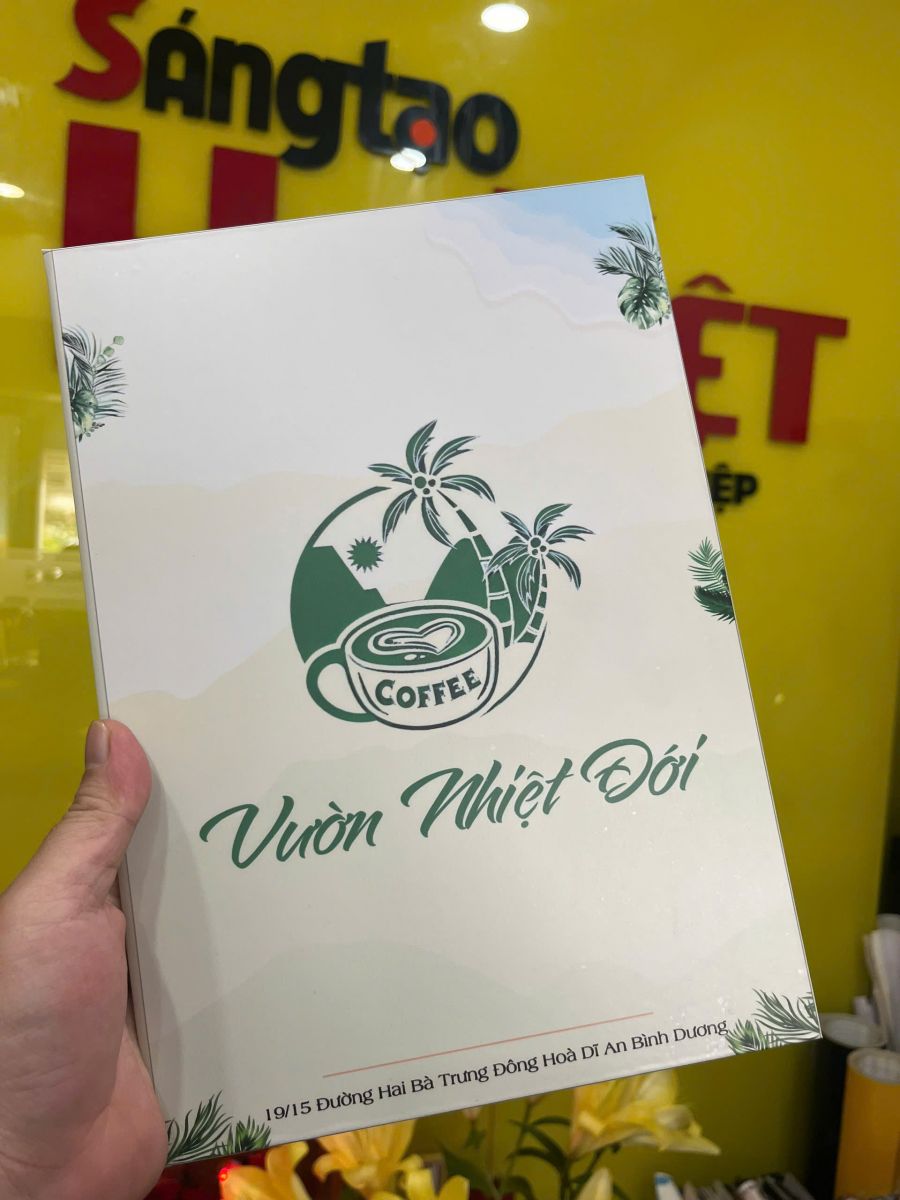 Sángtạo
ỆT
ỆP
COFFEE
Vườn Nhiệt Đới
19/15 Đường Hai Bà Trưng Đông Hoà Dĩ An Bình Dương